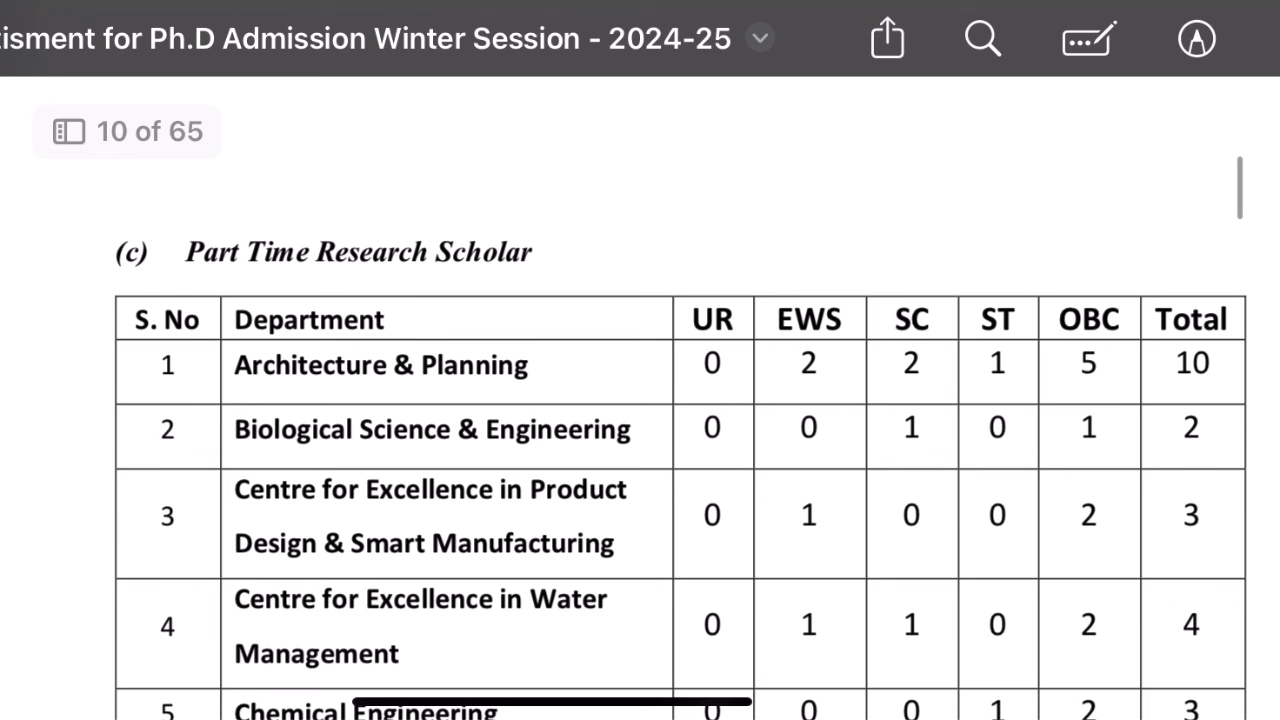 tisment for Ph.D Admission Winter Session - 2024-25
10 of 65
(c) Part Time Research Scholar
S. No Department UR EWS SC ST OBC Total
1 Architecture & Planning 0 2 2 1 5 10
2 Biological Science & Engineering 0 0 1 0 1 2
3 Centre for Excellence in Product Design & Smart Manufacturing 0 1 0 0 2 3
4 Centre for Excellence in Water Management 0 1 1 0 2 4
5 Chemical Engineering 0 0 0 1 2 3